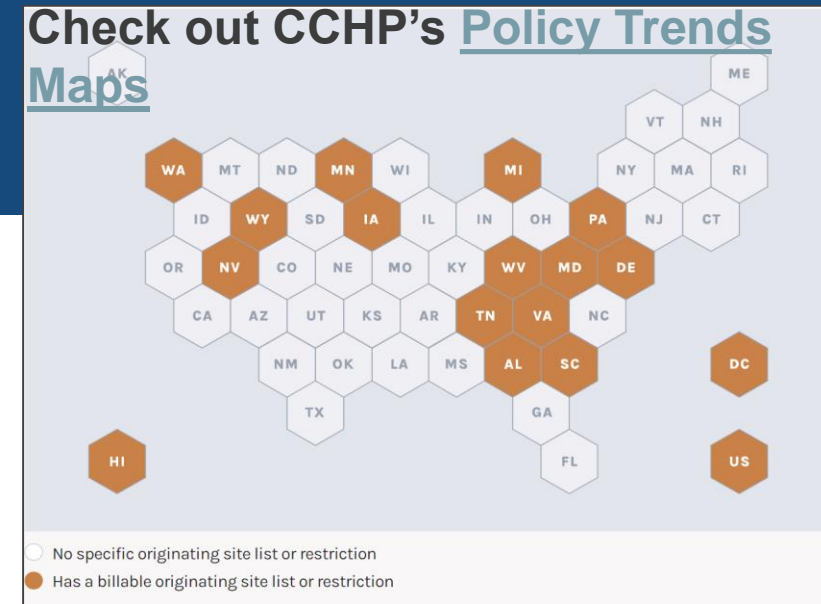 Check out CCHP’s Policy Trends
Maps
AK
ME
VT NH
WA MT ND MN WI MI NY MA RI
ID WY SD IA IL IN OH PA NJ CT
OR NV CO NE MO KY WV MD DE
CA AZ UT KS AR TN VA NC
NM OK LA MS AL SC DC
TX GA
HI FL US
No specific originating site list or restriction
Has a billable originating site list or restriction